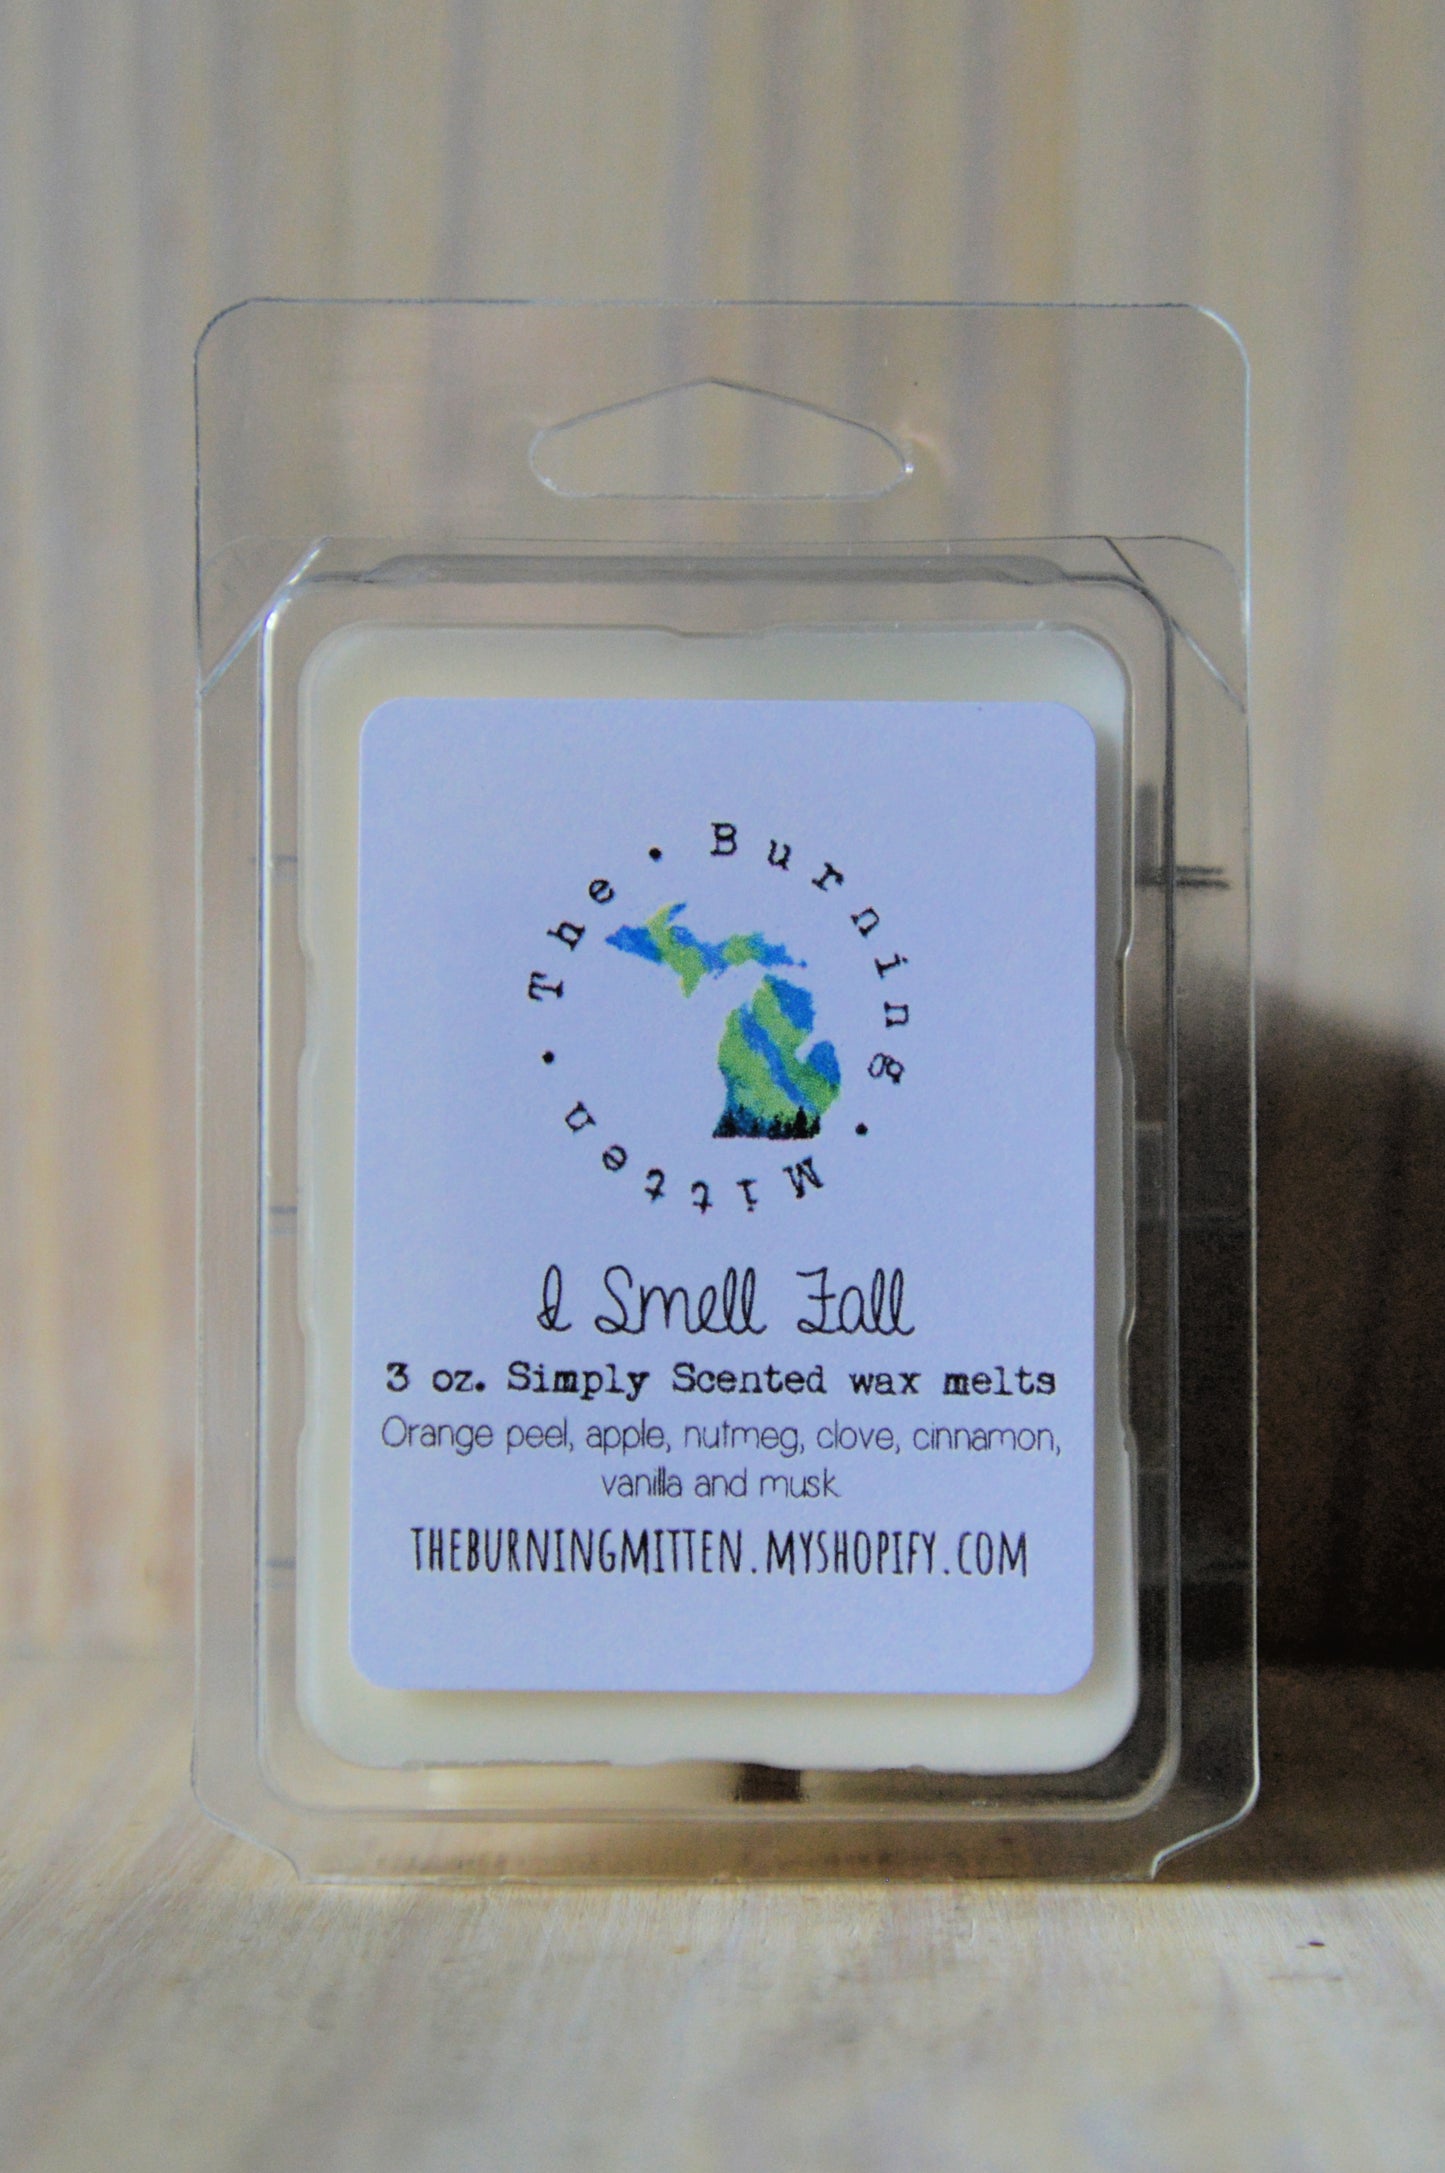 The • Burning • Mitten •
I Smell Fall
3 oz. Simply Scented wax melts
Orange peel, apple, nutmeg, clove, cinnamon,
vanilla and musk
THEBURNINGMITTEN.MYSHOPIFY.COM